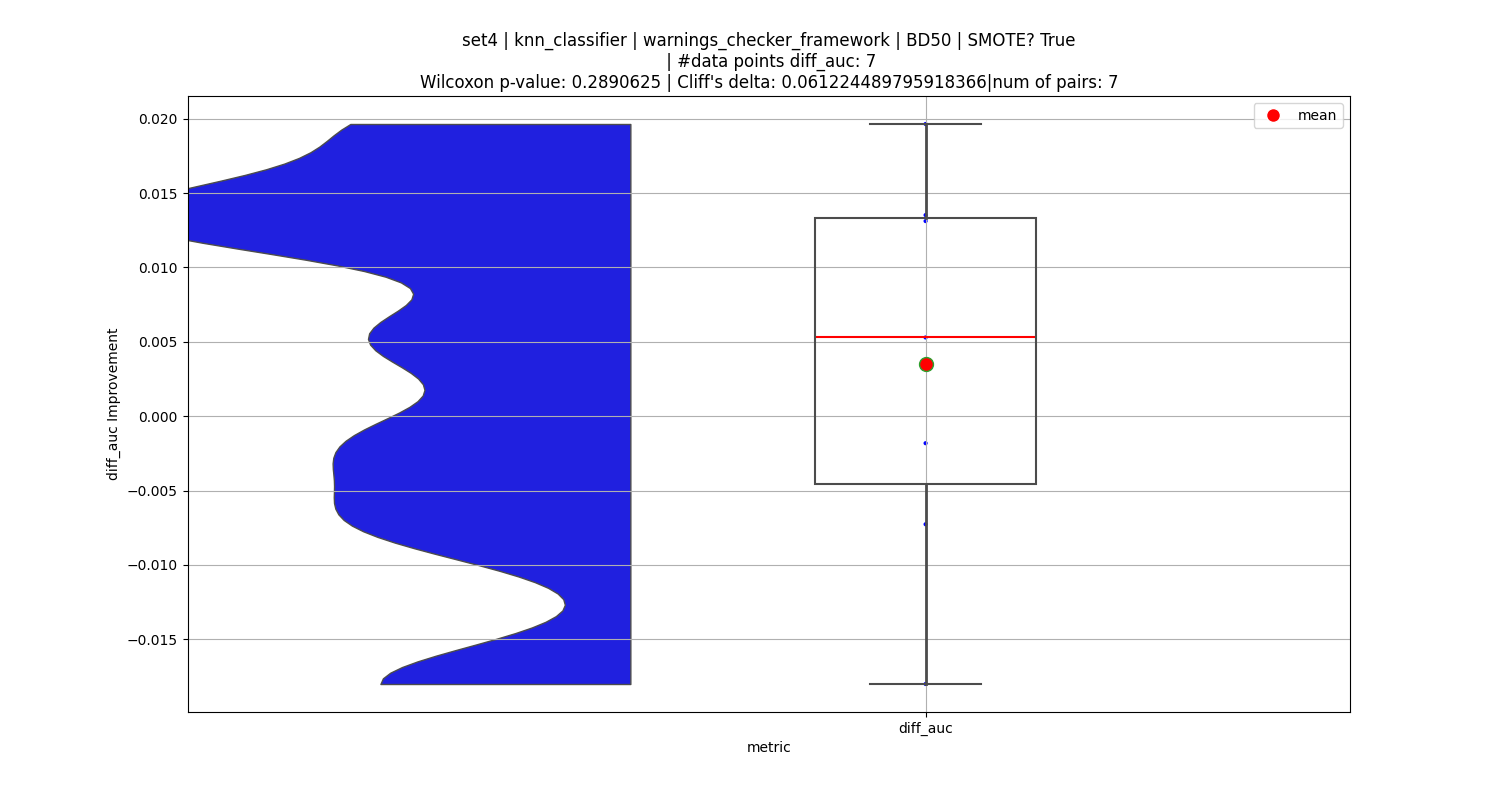 set4 | knn_classifier | warnings_checker_framework | BD50 | SMOTE? True
| #data points diff_auc: 7
Wilcoxon p-value: 0.2890625 | Cliff's delta: 0.061224489795918366|num of pairs: 7
mean
0.020
0.015
0.010
0.005
0.000
−0.005
−0.010
−0.015
diff_auc Improvement
diff_auc
metric